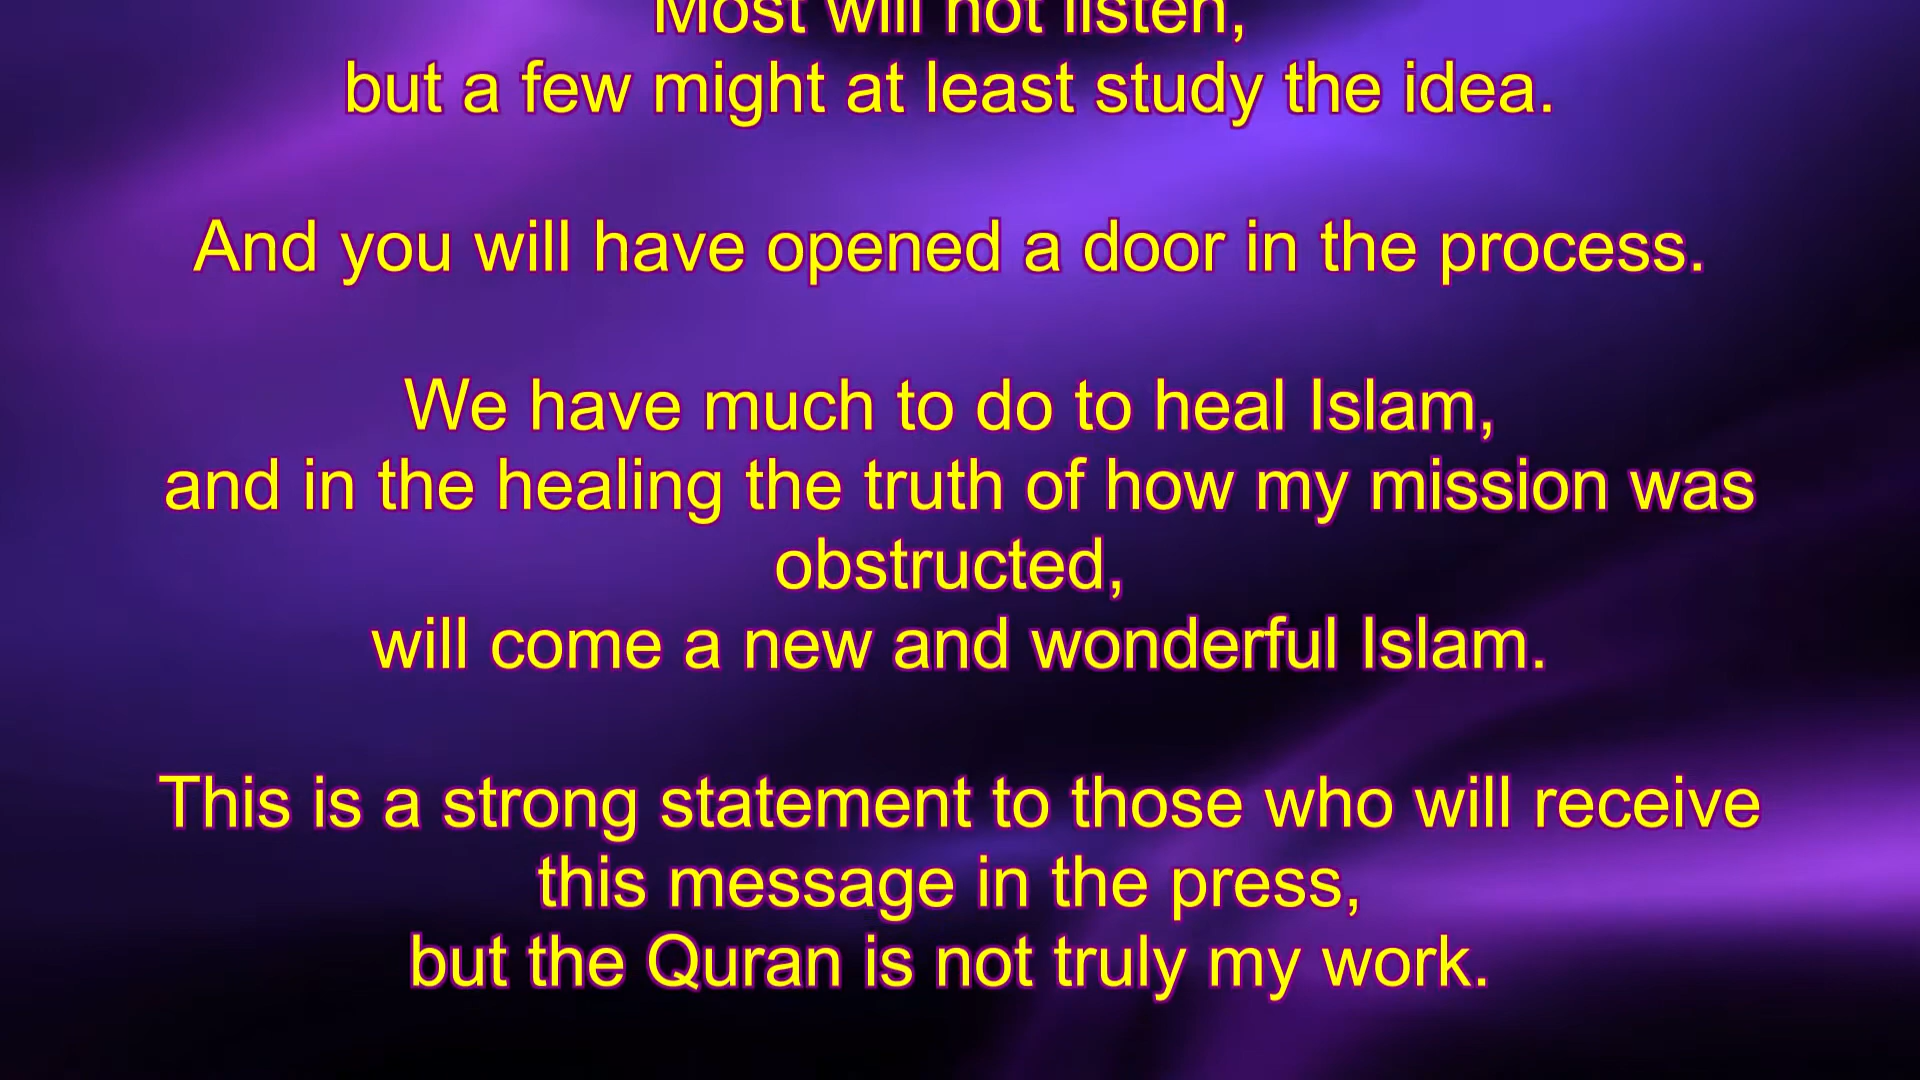 Most will not listen,
but a few might at least study the idea.
And you will have opened a door in the process.
We have much to do to heal Islam,
and in the healing the truth of how my mission was
obstructed,
will come a new and wonderful Islam.
This is a strong statement to those who will receive
this message in the press,
but the Quran is not truly my work.